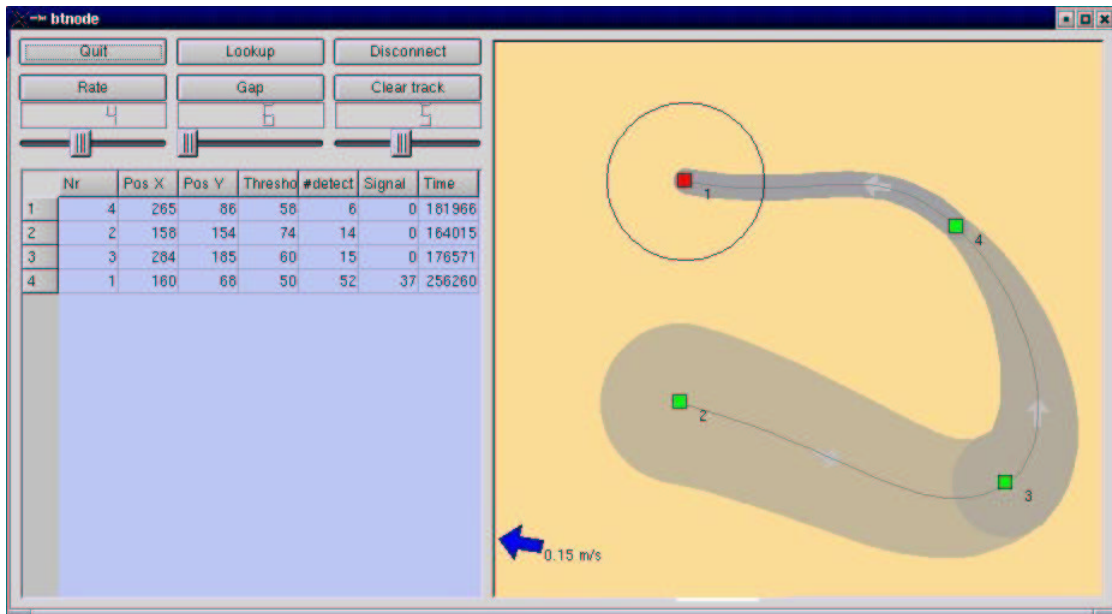 btnode
Quit Lookup Disconnect
Rate Gap Clear track
4 6 5
Nr Pos X Pos Y Thresho #detect Signal Time
1 4 265 86 58 6 0 181966
2 2 158 154 74 14 0 164015
3 3 284 185 60 15 0 176571
4 1 160 68 50 52 37 256260
1
4
2
3
0.15 m/s